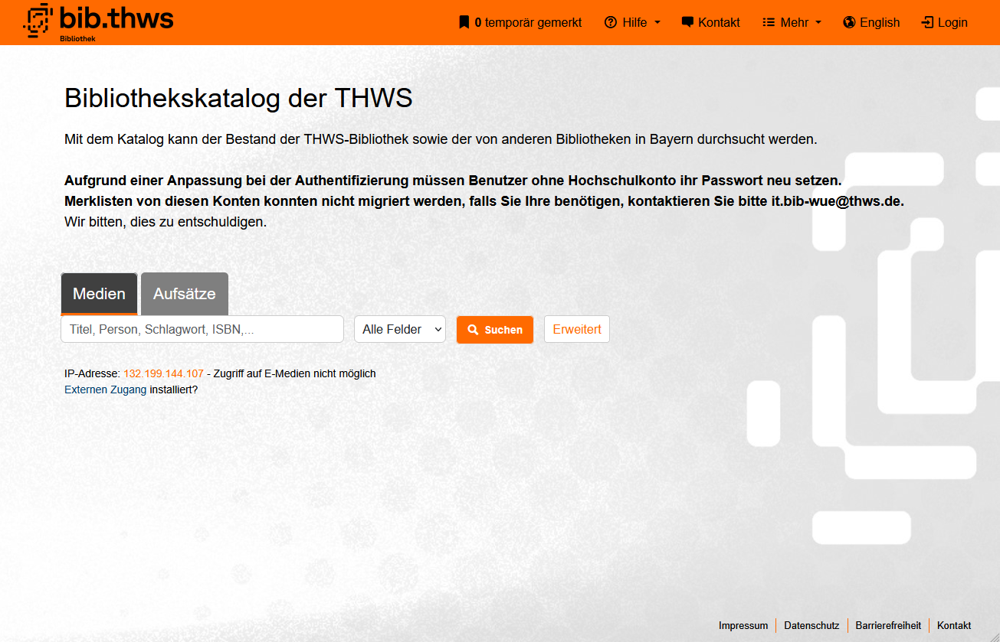 bib.thws
Bibliothek
0 temporär gemerkt
Hilfe
Kontakt
Mehr
English
Login
Bibliothekskatalog der THWS
Mit dem Katalog kann der Bestand der THWS-Bibliothek sowie der von anderen Bibliotheken in Bayern durchsucht werden.
Aufgrund einer Anpassung bei der Authentifizierung müssen Benutzer ohne Hochschulkonto ihr Passwort neu setzen.
Merklisten von diesen Konten konnten nicht migriert werden, falls Sie Ihre benötigen, kontaktieren Sie bitte it.bib-wue@thws.de.
Wir bitten, dies zu entschuldigen.
Medien
Aufsätze
Titel, Person, Schlagwort, ISBN,...
Alle Felder
Suchen
Erweitert
IP-Adresse: 132.199.144.107 - Zugriff auf E-Medien nicht möglich
Externen Zugang installiert?
Impressum
Datenschutz
Barrierefreiheit
Kontakt